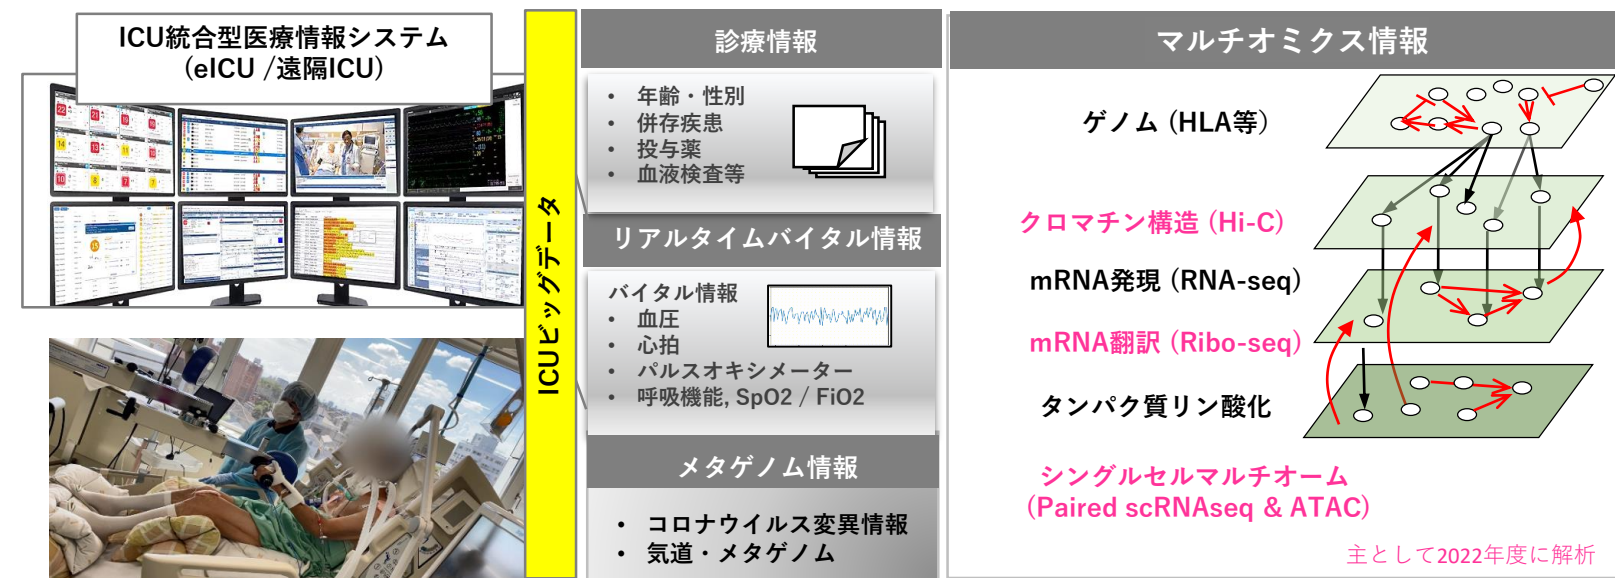 ICU統合型医療情報システム
(eICU /遠隔ICU)
ICUビッグデータ
診療情報
• 年齢・性別
• 併存疾患
• 投与薬
• 血液検査等
リアルタイムバイタル情報
バイタル情報
• 血圧
• 心拍
• パルスオキシメーター
• 呼吸機能, SpO2 / FiO2
メタゲノム情報
• コロナウイルス変異情報
• 気道・メタゲノム
マルチオミクス情報
ゲノム (HLA等)
クロマチン構造 (Hi-C)
mRNA発現 (RNA-seq)
mRNA翻訳 (Ribo-seq)
タンパク質リン酸化
シングルセルマルチオーム
(Paired scRNAseq & ATAC)
主として2022年度に解析